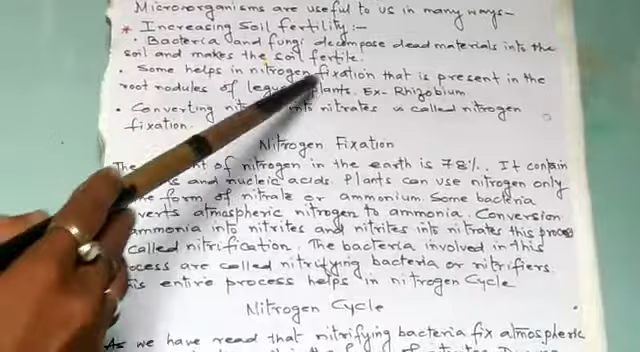 Microorganisms are useful to us in many ways-
* Increasing Soil fertility:-
• Bacteria and fungi decompose dead materials into the
soil and makes the soil fertile.
• Some helps in nitrogen fixation that is present in the
root nodules of plants. Ex- Rhizobium.
• Converting into nitrates is called nitrogen
fixation.
Nitrogen Fixation
The of nitrogen in the earth is 78%. It contain
and nucleic acids. Plants can use nitrogen only
form of nitrate or ammonium. Some bacteria
atmospheric nitrogen to ammonia. Conversion
ammonia into nitrites and nitrites into nitrates this process
called nitrification. The bacteria involved in this
are called nitrifying bacteria or nitrifiers.
entire process helps in nitrogen Cycle
Nitrogen Cycle
As we have read that nitrifying bacteria fix atmospheric